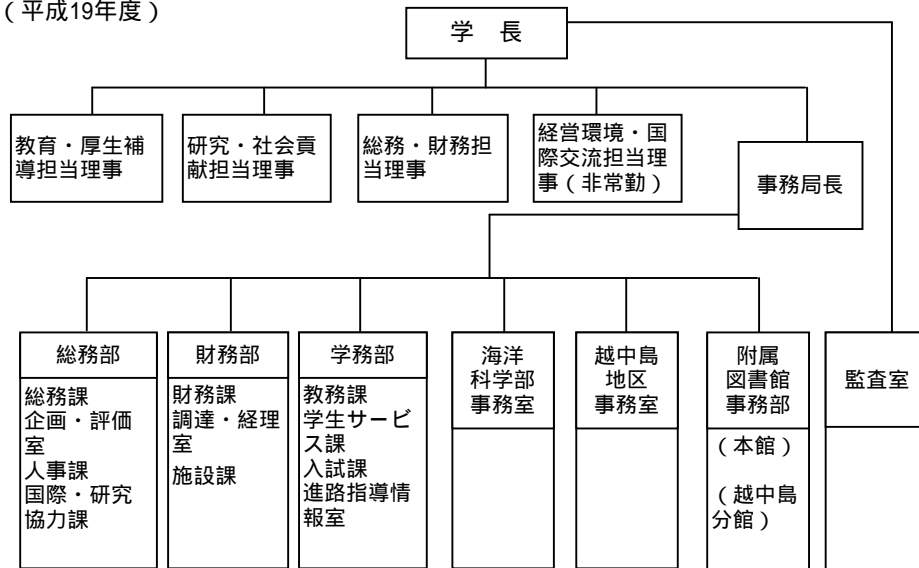 (平成19年度)
学 長
教育・厚生補
導担当理事
研究・社会貢
献担当理事
総務・財務担
当理事
経営環境・国
際交流担当理
事(非常勤)
事務局長
総務部
総務課
企画・評価
室
人事課
国際・研究
協力課
財務部
財務課
調達・経理
室
施設課
学務部
教務課
学生サービ
ス課
入試課
進路指導情
報室
海洋
科学部
事務室
越中島
地区
事務室
附属
図書館
事務部
(本館)
(越中島
分館)
監査室